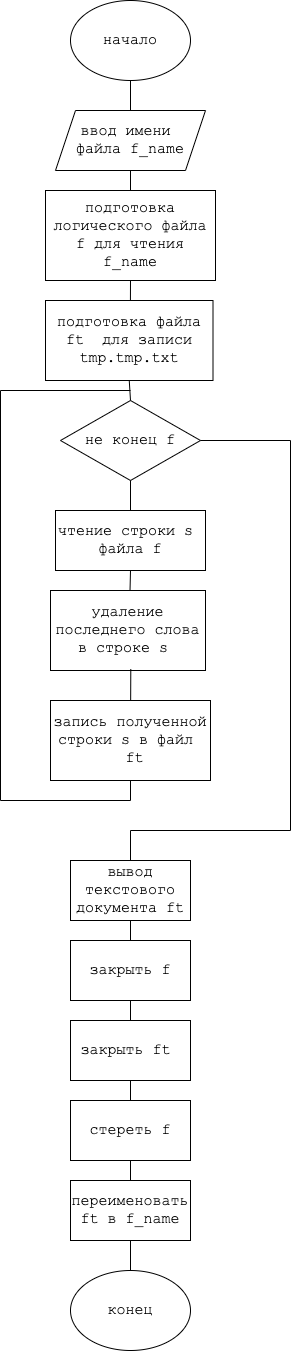 начало
ввод имени
файла f_name
подготовка
логического файла
f для чтения
f_name
подготовка файла
ft для записи
tmp.tmp.txt
не конец f
чтение строки s
файла f
удаление
последнего слова
в строке s
запись полученной
строки s в файл
ft
вывод
текстового
документа ft
закрыть f
закрыть ft
стереть f
переименовать
ft в f_name
конец